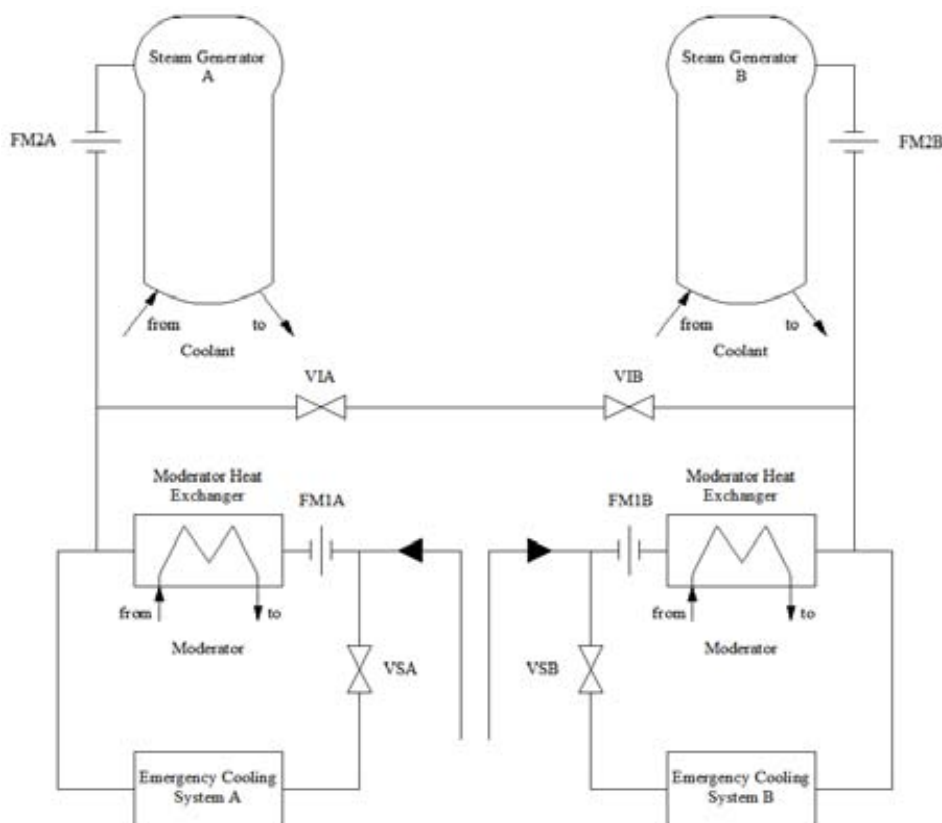 Steam Generator
A
Steam Generator
B
FM2A
FM2B
from
to
Coolant
from
to
Coolant
VIA
VIB
Moderator Heat
Exchanger
FM1A
FM1B
Moderator Heat
Exchanger
from
to
Moderator
from
to
Moderator
VSA
VSB
Emergency Cooling
System A
Emergency Cooling
System B